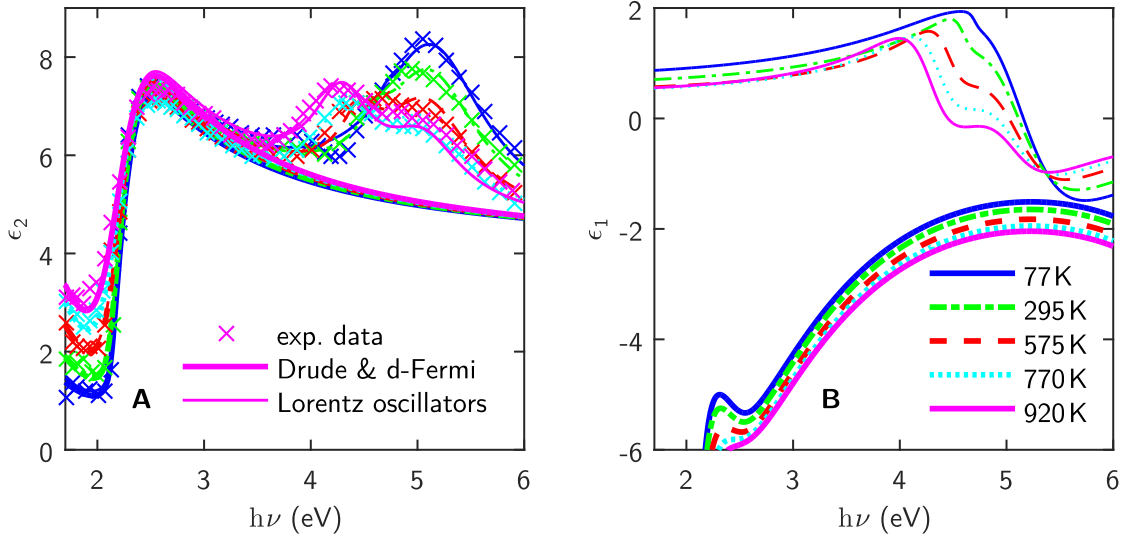 8
6
4
2
0
2
3
4
5
6
hν (eV)
ϵ2
A
exp. data
Drude & d-Fermi
Lorentz oscillators
2
0
-2
-4
-6
2
3
4
5
6
hν (eV)
ϵ1
B
77 K
295 K
575 K
770 K
920 K